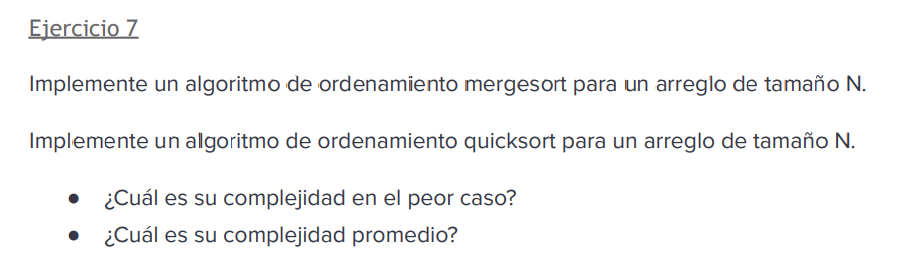 Ejercicio 7
Implemente un algoritmo de ordenamiento mergesort para un arreglo de tamaño N.
Implemente un algoritmo de ordenamiento quicksort para un arreglo de tamaño N.
● ¿Cuál es su complejidad en el peor caso?
● ¿Cuál es su complejidad promedio?